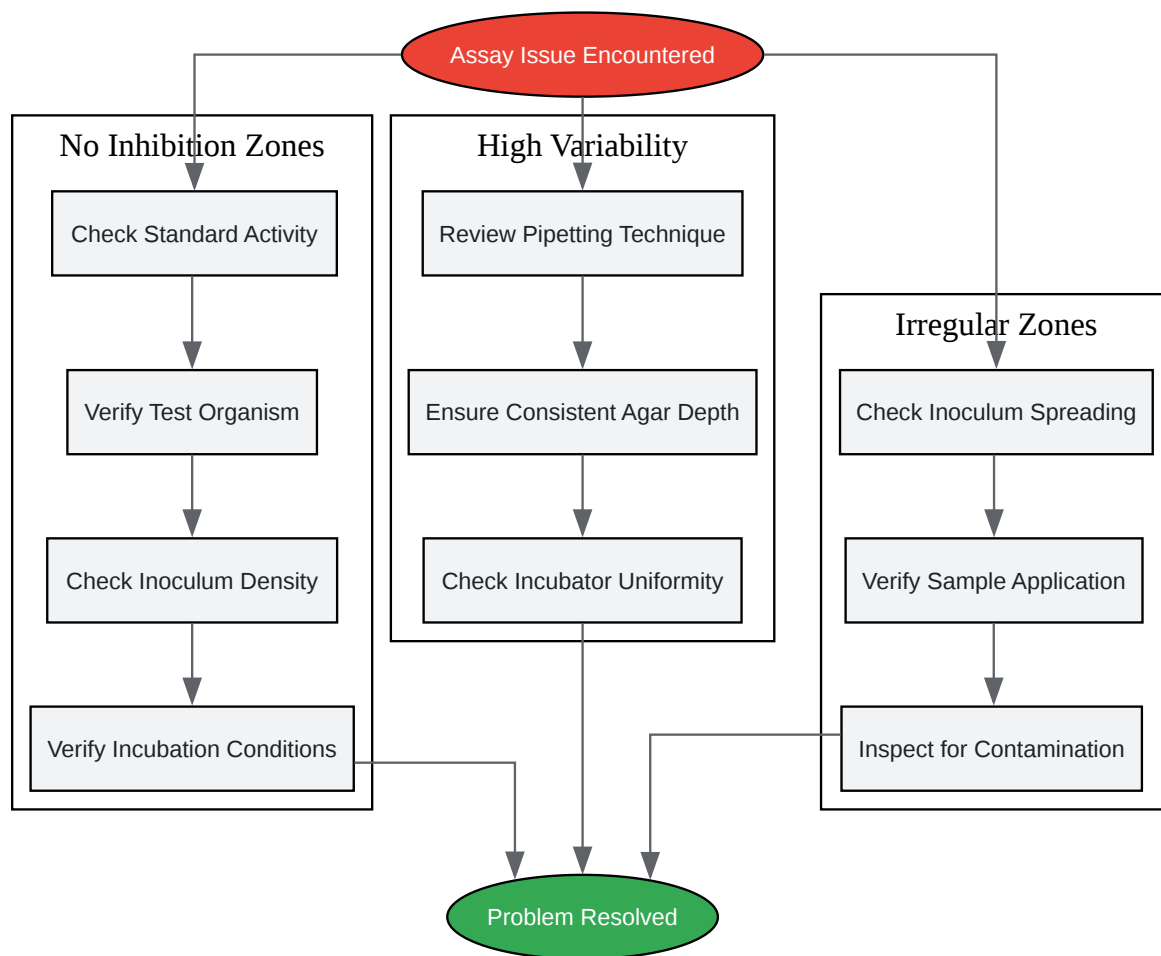 Assay Issue Encountered
No Inhibition Zones
Check Standard Activity
Verify Test Organism
Check Inoculum Density
Verify Incubation Conditions
High Variability
Review Pipetting Technique
Ensure Consistent Agar Depth
Check Incubator Uniformity
Irregular Zones
Check Inoculum Spreading
Verify Sample Application
Inspect for Contamination
Problem Resolved